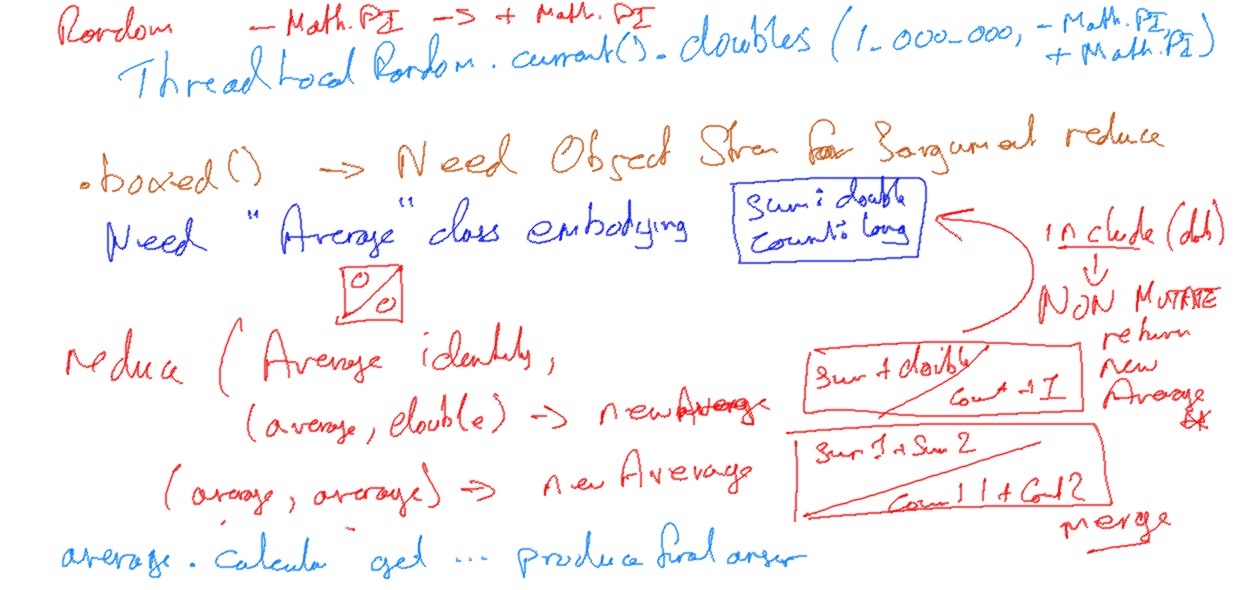 Random - Math.PI -> + Math.PI
ThreadLocalRandom.current().doubles (1_000_000, - Math.PI, + Math.PI)
.boxed() -> Need Object Strem for 3argument reduce
Need "Average" class embodying
Sum: double
Count: long
include (dbl)
NON MUTATE
return
new
Average
0
0
reduce ( Average identity,
(average, double) -> new Average
Sum + double
Count + 1
(average, average) -> new Average
Sum 1 + Sum 2
Count 1 + Count 2
merge
average. calcula get ... produce final answer